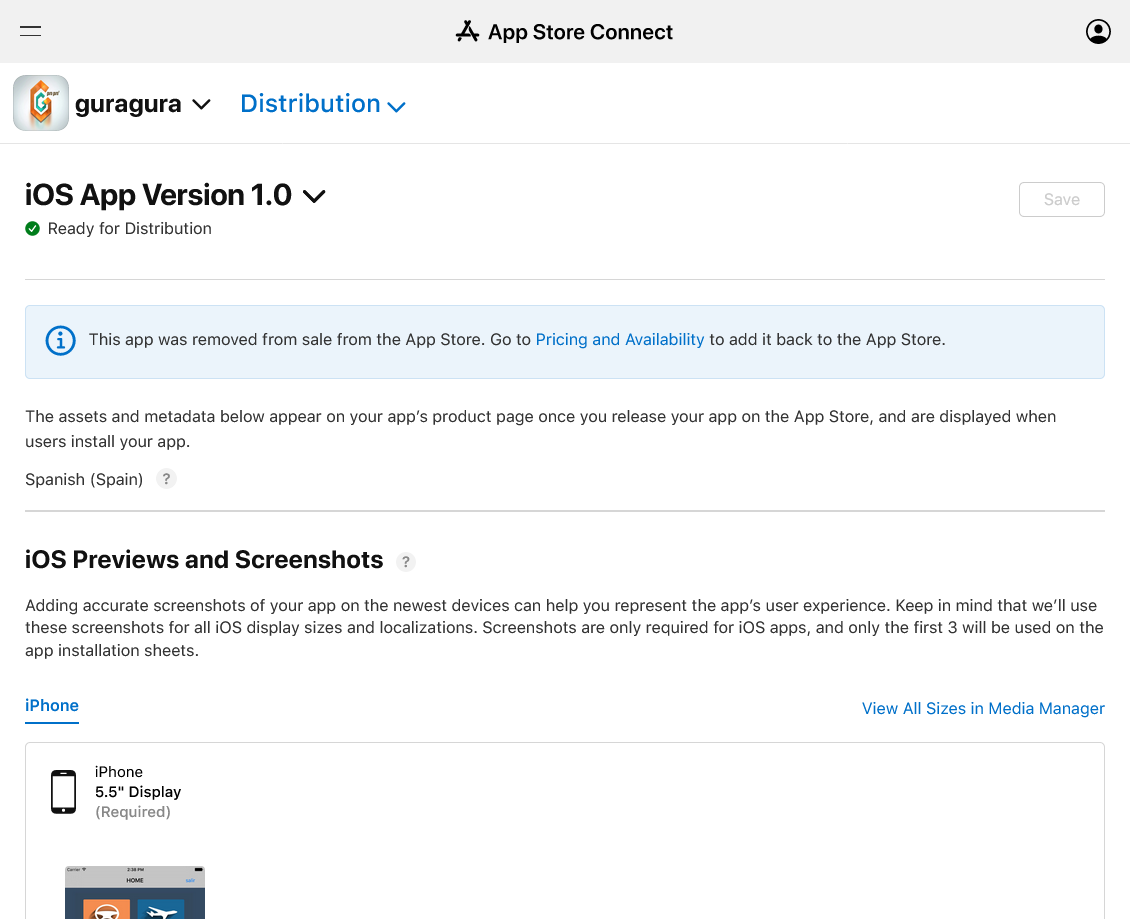 App Store Connect
guragura
Distribution
iOS App Version 1.0
Save
Ready for Distribution
This app was removed from sale from the App Store. Go to Pricing and Availability to add it back to the App Store.
The assets and metadata below appear on your app’s product page once you release your app on the App Store, and are displayed when
users install your app.
Spanish (Spain) ?
iOS Previews and Screenshots ?
Adding accurate screenshots of your app on the newest devices can help you represent the app’s user experience. Keep in mind that we’ll use
these screenshots for all iOS display sizes and localizations. Screenshots are only required for iOS apps, and only the first 3 will be used on the
app installation sheets.
iPhone
View All Sizes in Media Manager
iPhone
5.5" Display
(Required)
Carrier 2:36 PM
HOME